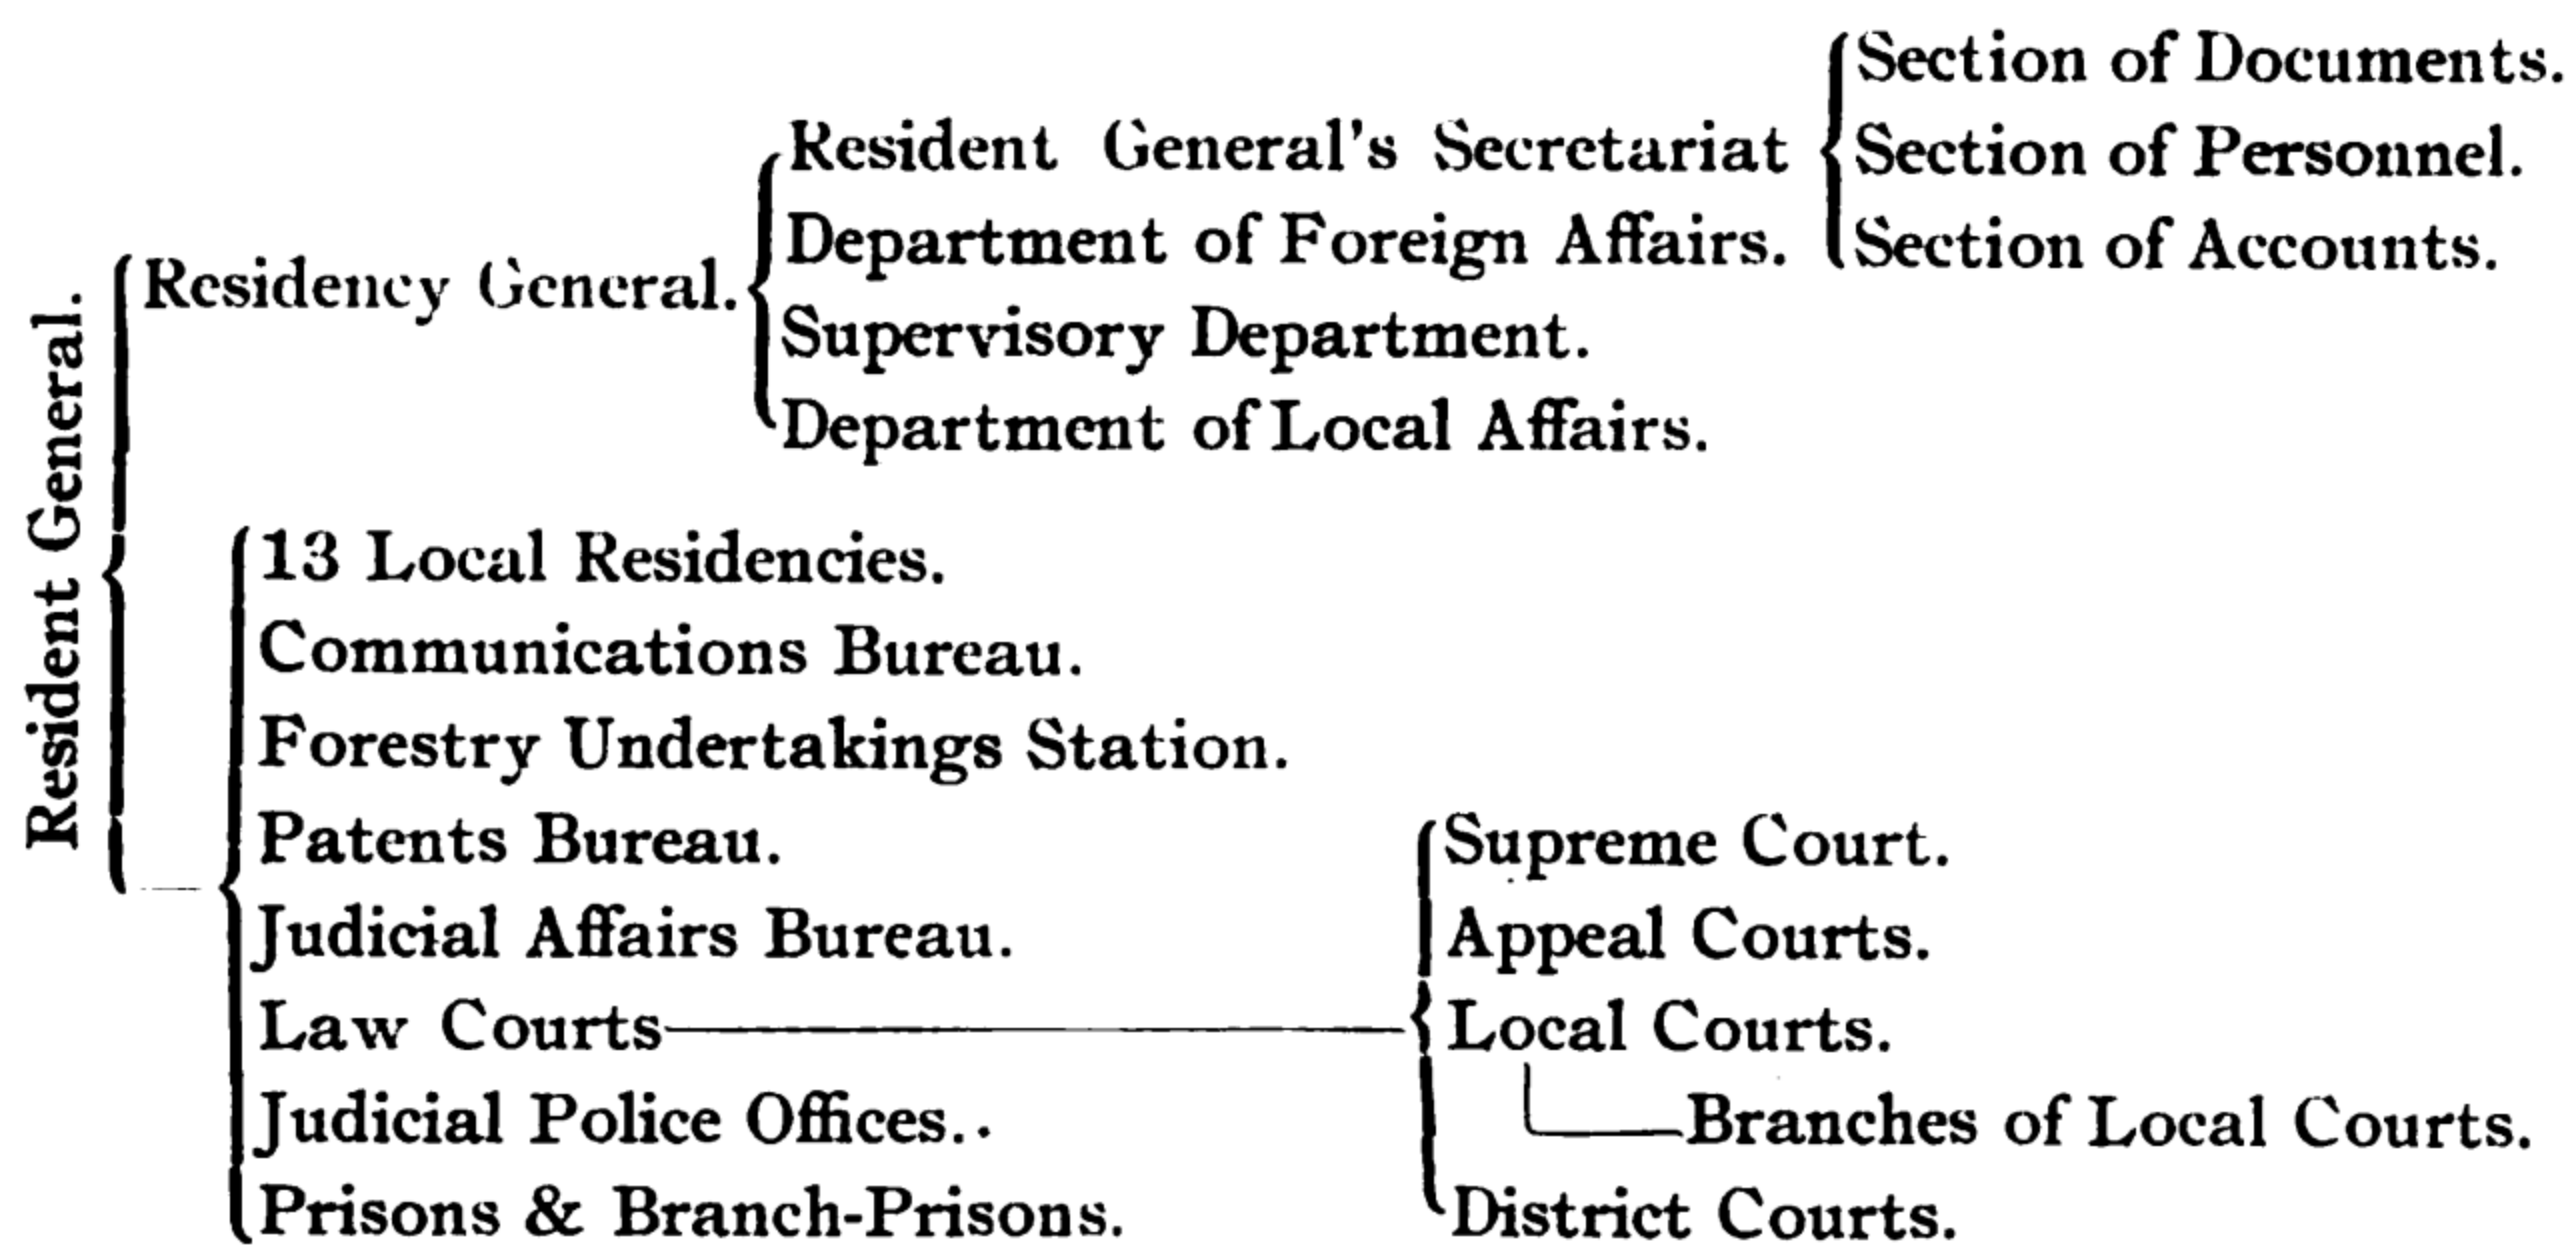 Resident General.
Residency General.
Resident General's Secretariat
Section of Documents.
Section of Personnel.
Section of Accounts.
Department of Foreign Affairs.
Supervisory Department.
Department of Local Affairs.
13 Local Residencies.
Communications Bureau.
Forestry Undertakings Station.
Patents Bureau.
Judicial Affairs Bureau.
Law Courts
Supreme Court.
Appeal Courts.
Local Courts.
Branches of Local Courts.
District Courts.
Judicial Police Offices..
Prisons & Branch-Prisons.